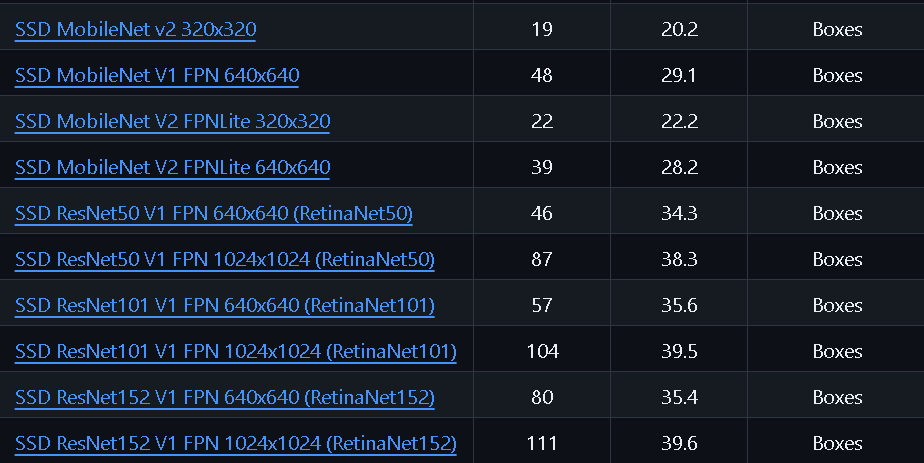 SSD MobileNet v2 320x320 19 20.2 Boxes
SSD MobileNet V1 FPN 640x640 48 29.1 Boxes
SSD MobileNet V2 FPNLite 320x320 22 22.2 Boxes
SSD MobileNet V2 FPNLite 640x640 39 28.2 Boxes
SSD ResNet50 V1 FPN 640x640 (RetinaNet50) 46 34.3 Boxes
SSD ResNet50 V1 FPN 1024x1024 (RetinaNet50) 87 38.3 Boxes
SSD ResNet101 V1 FPN 640x640 (RetinaNet101) 57 35.6 Boxes
SSD ResNet101 V1 FPN 1024x1024 (RetinaNet101) 104 39.5 Boxes
SSD ResNet152 V1 FPN 640x640 (RetinaNet152) 80 35.4 Boxes
SSD ResNet152 V1 FPN 1024x1024 (RetinaNet152) 111 39.6 Boxes